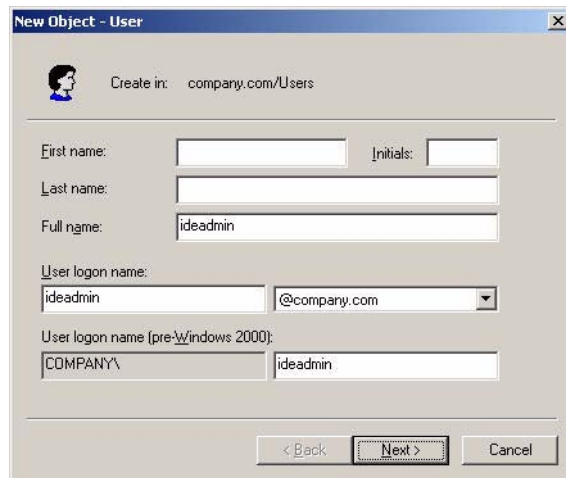 New Object - User
Create in: company.com/Users
First name: Initials:
Last name:
Full name: ideadmin
User logon name:
ideadmin @company.com
User logon name (pre-Windows 2000):
COMPANY\ ideadmin
< Back Next > Cancel